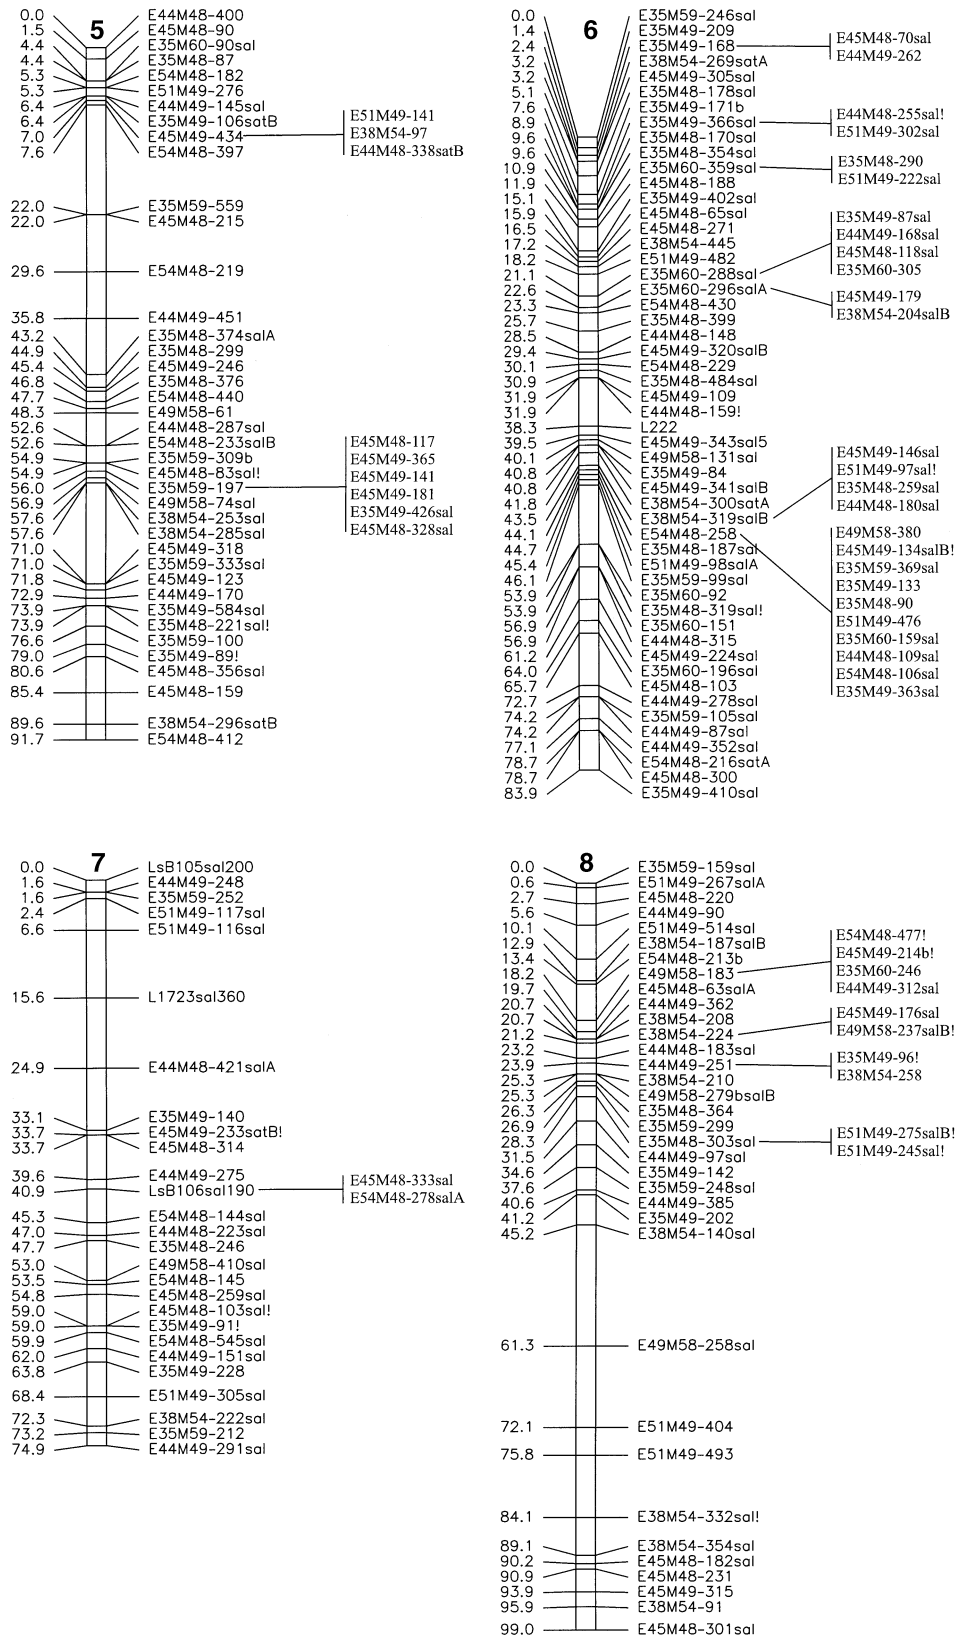 5
0.0 E44M48-400
1.5 E45M48-90
4.4 E35M60-90sal
4.4 E35M48-87
5.3 E54M48-182
5.3 E51M49-276
6.4 E44M49-145sal
6.4 E35M49-106satB
7.0 E45M49-434
7.6 E54M48-397
E51M49-141
E38M54-97
E44M48-338satB
22.0 E35M59-559
22.0 E45M48-215
29.6 E54M48-219
35.8 E44M49-451
43.2 E35M48-374salA
44.9 E35M48-299
45.4 E45M49-246
46.8 E35M48-376
47.7 E54M48-440
48.3 E49M58-61
52.6 E44M48-287sal
52.6 E54M48-233salB
54.9 E35M59-309b
54.9 E45M48-83sal!
56.0 E35M59-197
56.9 E49M58-74sal
57.6 E38M54-253sal
57.6 E38M54-285sal
E45M48-117
E45M49-365
E45M49-141
E45M49-181
E35M49-426sal
E45M48-328sal
71.0 E45M49-318
71.0 E35M59-333sal
71.8 E45M49-123
72.9 E44M49-170
73.9 E35M49-584sal
73.9 E35M48-221sal!
76.6 E35M59-100
79.0 E35M49-89!
80.6 E45M48-356sal
85.4 E45M48-159
89.6 E38M54-296satB
91.7 E54M48-412
6
0.0 E35M59-246sal
1.4 E35M49-209
2.4 E35M49-168
3.2 E38M54-269satA
3.2 E45M49-305sal
5.1 E35M48-178sal
7.6 E35M49-171b
8.9 E35M49-366sal
9.6 E35M48-170sal
9.6 E35M48-354sal
10.9 E35M60-359sal
11.9 E45M48-188
15.1 E35M49-402sal
15.9 E45M48-65sal
16.5 E45M48-271
17.2 E38M54-445
18.2 E51M49-482
21.1 E35M60-288sal
22.6 E35M60-296salA
23.3 E54M48-430
25.7 E35M48-399
28.5 E44M48-148
29.4 E45M49-320salB
30.1 E54M48-229
30.9 E35M48-484sal
31.9 E45M49-109
31.9 E44M48-159!
38.3 L222
39.5 E45M49-343sal5
40.1 E49M58-131sal
40.8 E35M49-84
40.8 E45M49-341salB
41.8 E38M54-300satA
43.5 E38M54-319salB
44.1 E54M48-258
44.7 E35M48-187sal
45.4 E51M49-98salA
46.1 E35M59-99sal
53.9 E35M60-92
53.9 E35M48-319sal!
56.9 E35M60-151
56.9 E44M48-315
61.2 E45M49-224sal
64.0 E35M60-196sal
65.7 E45M48-103
72.7 E44M49-278sal
74.2 E35M59-105sal
74.2 E44M49-87sal
77.1 E44M49-352sal
78.7 E54M48-216satA
78.7 E45M48-300
83.9 E35M49-410sal
E45M48-70sal
E44M49-262
E44M48-255sal!
E51M49-302sal
E35M48-290
E51M49-222sal
E35M49-87sal
E44M49-168sal
E45M48-118sal
E35M60-305
E45M49-179
E38M54-204salB
E45M49-146sal
E51M49-97sal!
E35M48-259sal
E44M48-180sal
E49M58-380
E45M49-134salB!
E35M59-369sal
E35M49-133
E35M48-90
E51M49-476
E35M60-159sal
E44M48-109sal
E54M48-106sal
E35M49-363sal
7
0.0 LsB105sal200
1.6 E44M49-248
1.6 E35M59-252
2.4 E51M49-117sal
6.6 E51M49-116sal
15.6 L1723sal360
24.9 E44M48-421salA
33.1 E35M49-140
33.7 E45M49-233satB!
33.7 E45M48-314
39.6 E44M49-275
40.9 LsB106sal190
E45M48-333sal
E54M48-278salA
45.3 E54M48-144sal
47.0 E44M48-223sal
47.7 E35M48-246
53.0 E49M58-410sal
53.5 E54M48-145
54.8 E45M48-259sal
59.0 E45M48-103sal!
59.0 E35M49-91!
59.9 E54M48-545sal
62.0 E44M49-151sal
63.8 E35M49-228
68.4 E51M49-305sal
72.3 E38M54-222sal
73.2 E35M59-212
74.9 E44M49-291sal
8
0.0 E35M59-159sal
0.6 E51M49-267salA
2.7 E45M48-220
5.6 E44M49-90
10.1 E51M49-514sal
12.9 E38M54-187salB
13.4 E54M48-213b
18.2 E49M58-183
19.7 E45M48-63salA
20.7 E44M49-362
20.7 E38M54-208
21.2 E38M54-224
23.2 E44M48-183sal
23.9 E44M49-251
25.3 E38M54-210
25.3 E49M58-279bsalB
26.3 E35M48-364
26.9 E35M59-299
28.3 E35M48-303sal
31.5 E44M49-97sal
34.6 E35M49-142
37.6 E35M59-248sal
40.6 E44M49-385
41.2 E35M49-202
45.2 E38M54-140sal
61.3 E49M58-258sal
72.1 E51M49-404
75.8 E51M49-493
84.1 E38M54-332sal!
89.1 E38M54-354sal
90.2 E45M48-182sal
90.9 E45M48-231
93.9 E45M49-315
95.9 E38M54-91
99.0 E45M48-301sal
E54M48-477!
E45M49-214b!
E35M60-246
E44M49-312sal
E45M49-176sal
E49M58-237salB!
E35M49-96!
E38M54-258
E51M49-275salB!
E51M49-245sal!